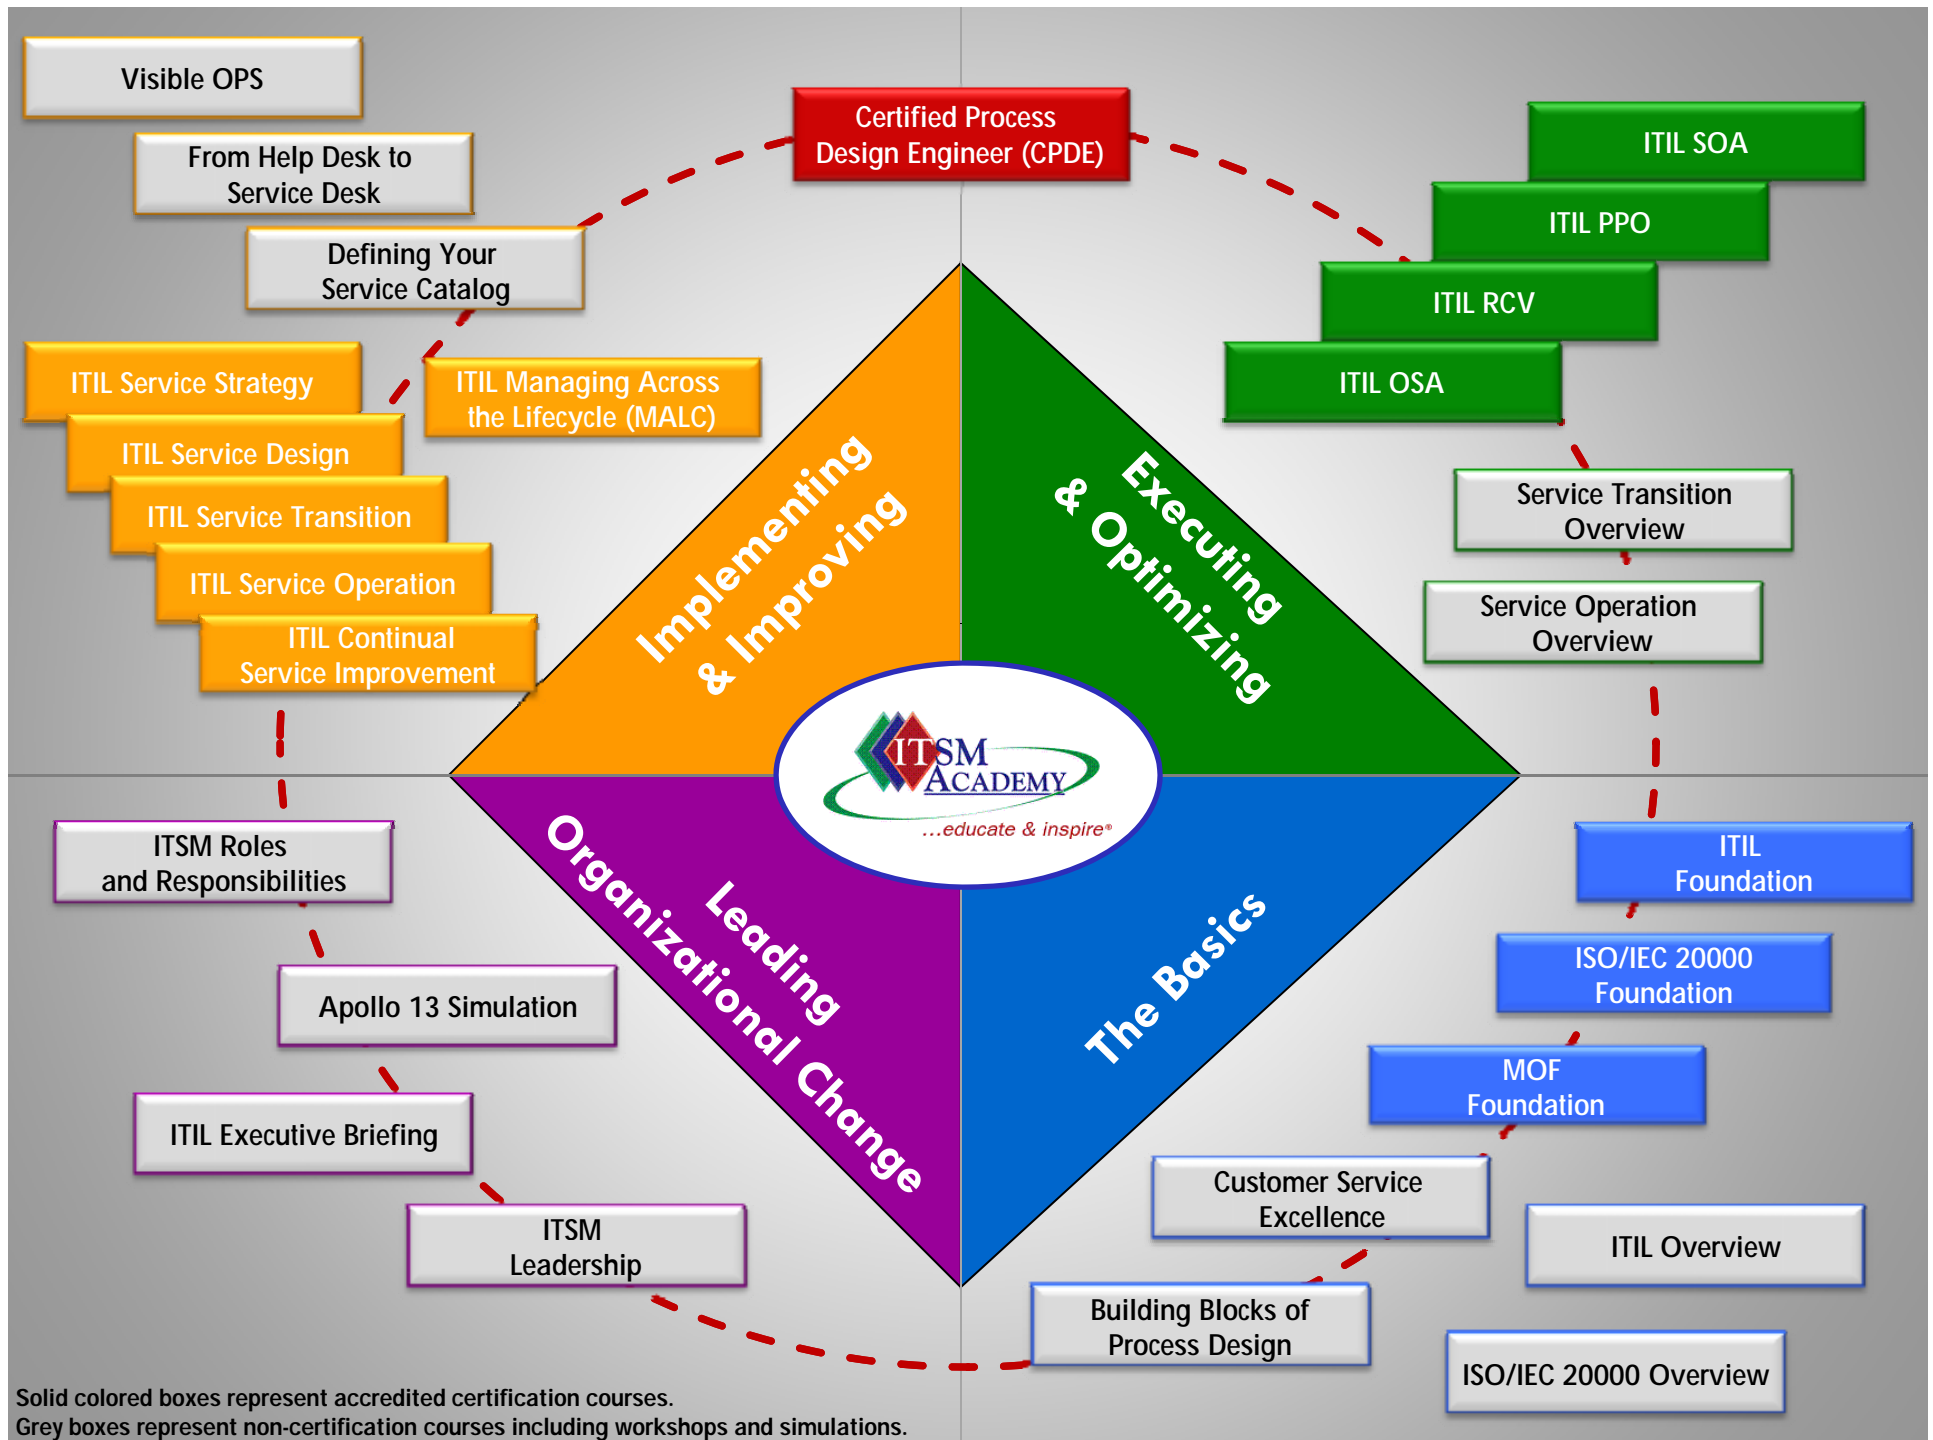 Visible OPS
From Help Desk to
Service Desk
Defining Your
Service Catalog
Certified Process
Design Engineer (CPDE)
ITIL SOA
ITIL PPO
ITIL RCV
ITIL OSA
ITIL Service Strategy
ITIL Service Design
ITIL Service Transition
ITIL Service Operation
ITIL Continual
Service Improvement
ITIL Managing Across
the Lifecycle (MALC)
Implementing
& Improving
Executing
& Optimizing
Service Transition
Overview
Service Operation
Overview
ITSM
ACADEMY
...educate & inspire®
Leading
Organizational Change
The Basics
ITSM Roles
and Responsibilities
Apollo 13 Simulation
ITIL Executive Briefing
ITSM
Leadership
ITIL
Foundation
ISO/IEC 20000
Foundation
MOF
Foundation
Customer Service
Excellence
Building Blocks of
Process Design
ITIL Overview
ISO/IEC 20000 Overview
Solid colored boxes represent accredited certification courses.
Grey boxes represent non-certification courses including workshops and simulations.